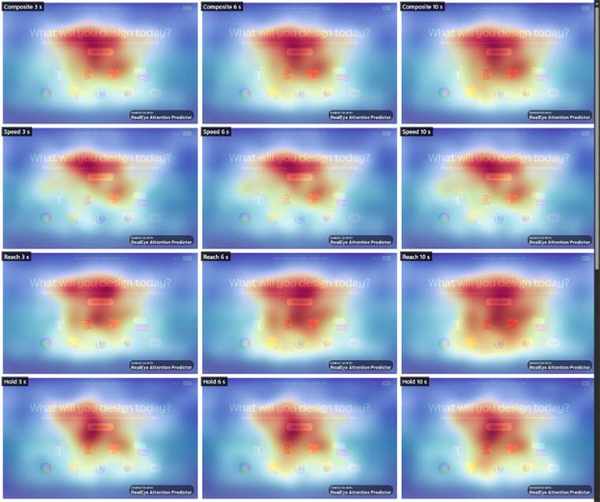 Composite 3 s
Composite 6 s
Composite 10 s
What will you design today?
What will you design today?
What will you design today?
RealEye Attention Predictor
RealEye Attention Predictor
RealEye Attention Predictor
Speed 3 s
Speed 6 s
Speed 10 s
What will you design today?
What will you design today?
What will you design today?
RealEye Attention Predictor
RealEye Attention Predictor
RealEye Attention Predictor
Reach 3 s
Reach 6 s
Reach 10 s
What will you design today?
What will you design today?
What will you design today?
RealEye Attention Predictor
RealEye Attention Predictor
RealEye Attention Predictor
Hold 3 s
Hold 6 s
Hold 10 s
What will you design today?
What will you design today?
What will you design today?
RealEye Attention Predictor
RealEye Attention Predictor
RealEye Attention Predictor